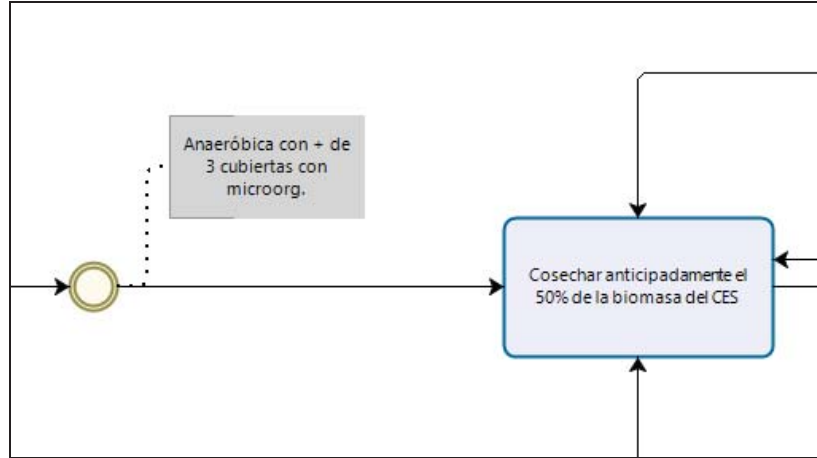 Anaeróbica con + de
3 cubiertas con
microorg.
Cosechar anticipadamente el
50% de la biomasa del CES